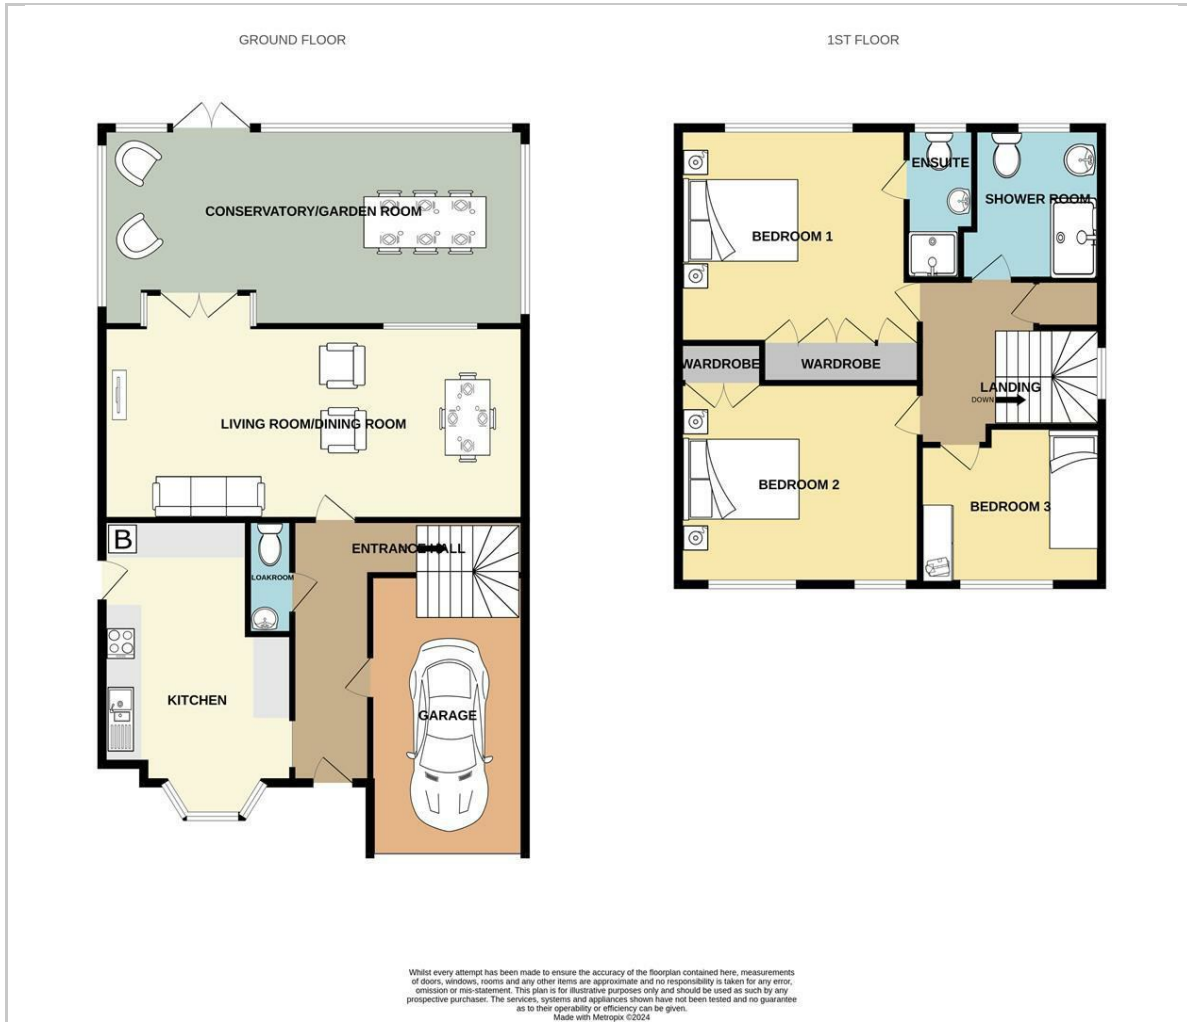 GROUND FLOOR
1ST FLOOR
CONSERVATORY/GARDEN ROOM
LIVING ROOM/DINING ROOM
B
LOAKROOM
ENTRANCE HALL
KITCHEN
GARAGE
BEDROOM 1
ENSUITE
SHOWER ROOM
WARDROBE
WARDROBE
LANDING
DOWN
BEDROOM 2
BEDROOM 3
Whilst every attempt has been made to ensure the accuracy of the floorplan contained here, measurements
of doors, windows, rooms and any other items are approximate and no responsibility is taken for any error,
omission or mis-statement. This plan is for illustrative purposes only and should be used as such by any
prospective purchaser. The services, systems and appliances shown have not been tested and no guarantee
as to their operability or efficiency can be given.
Made with Metropix ©2024